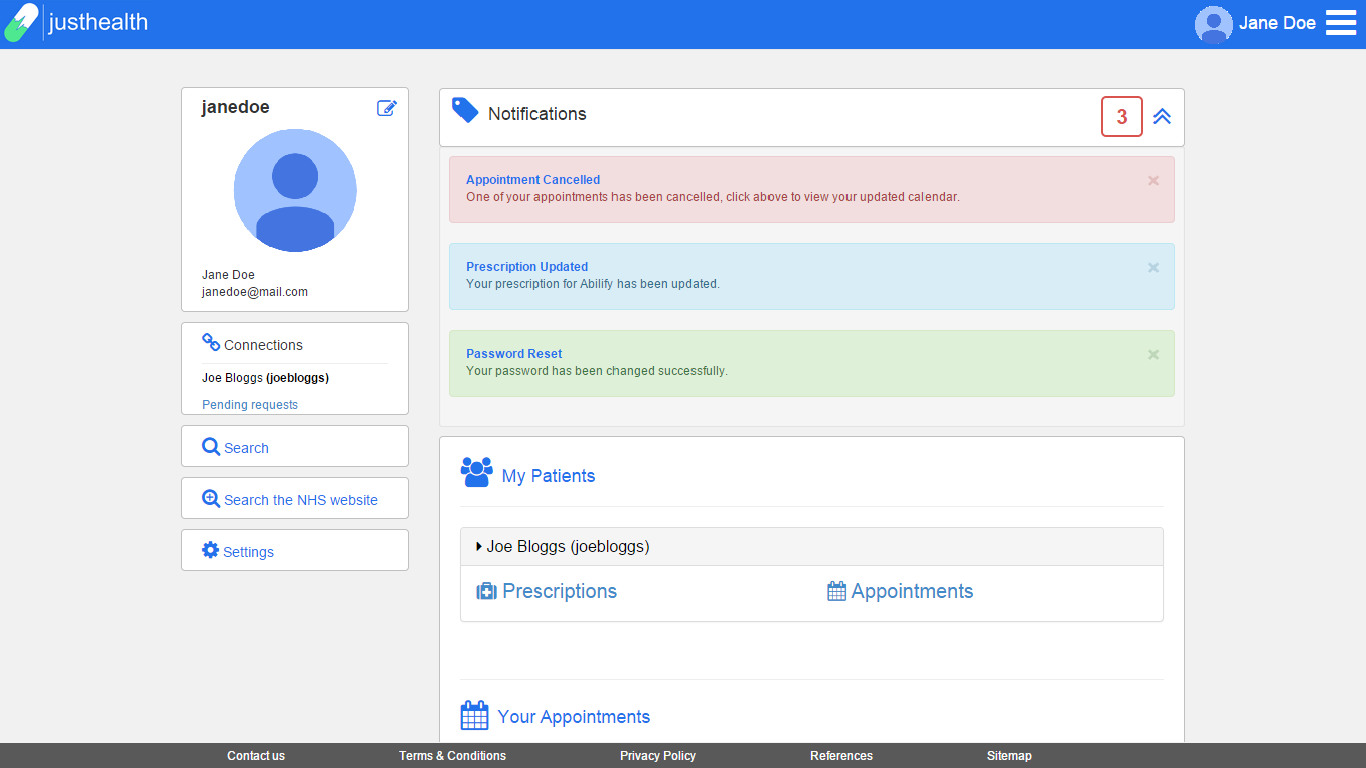 justhealth
Jane Doe
janedoe
Jane Doe
janedoe@mail.com
Connections
Joe Bloggs (joebloggs)
Pending requests
Search
Search the NHS website
Settings
Notifications
3
Appointment Cancelled
One of your appointments has been cancelled, click above to view your updated calendar.
×
Prescription Updated
Your prescription for Abilify has been updated.
×
Password Reset
Your password has been changed successfully.
×
My Patients
Joe Bloggs (joebloggs)
Prescriptions
Appointments
Your Appointments
Contact us
Terms & Conditions
Privacy Policy
References
Sitemap